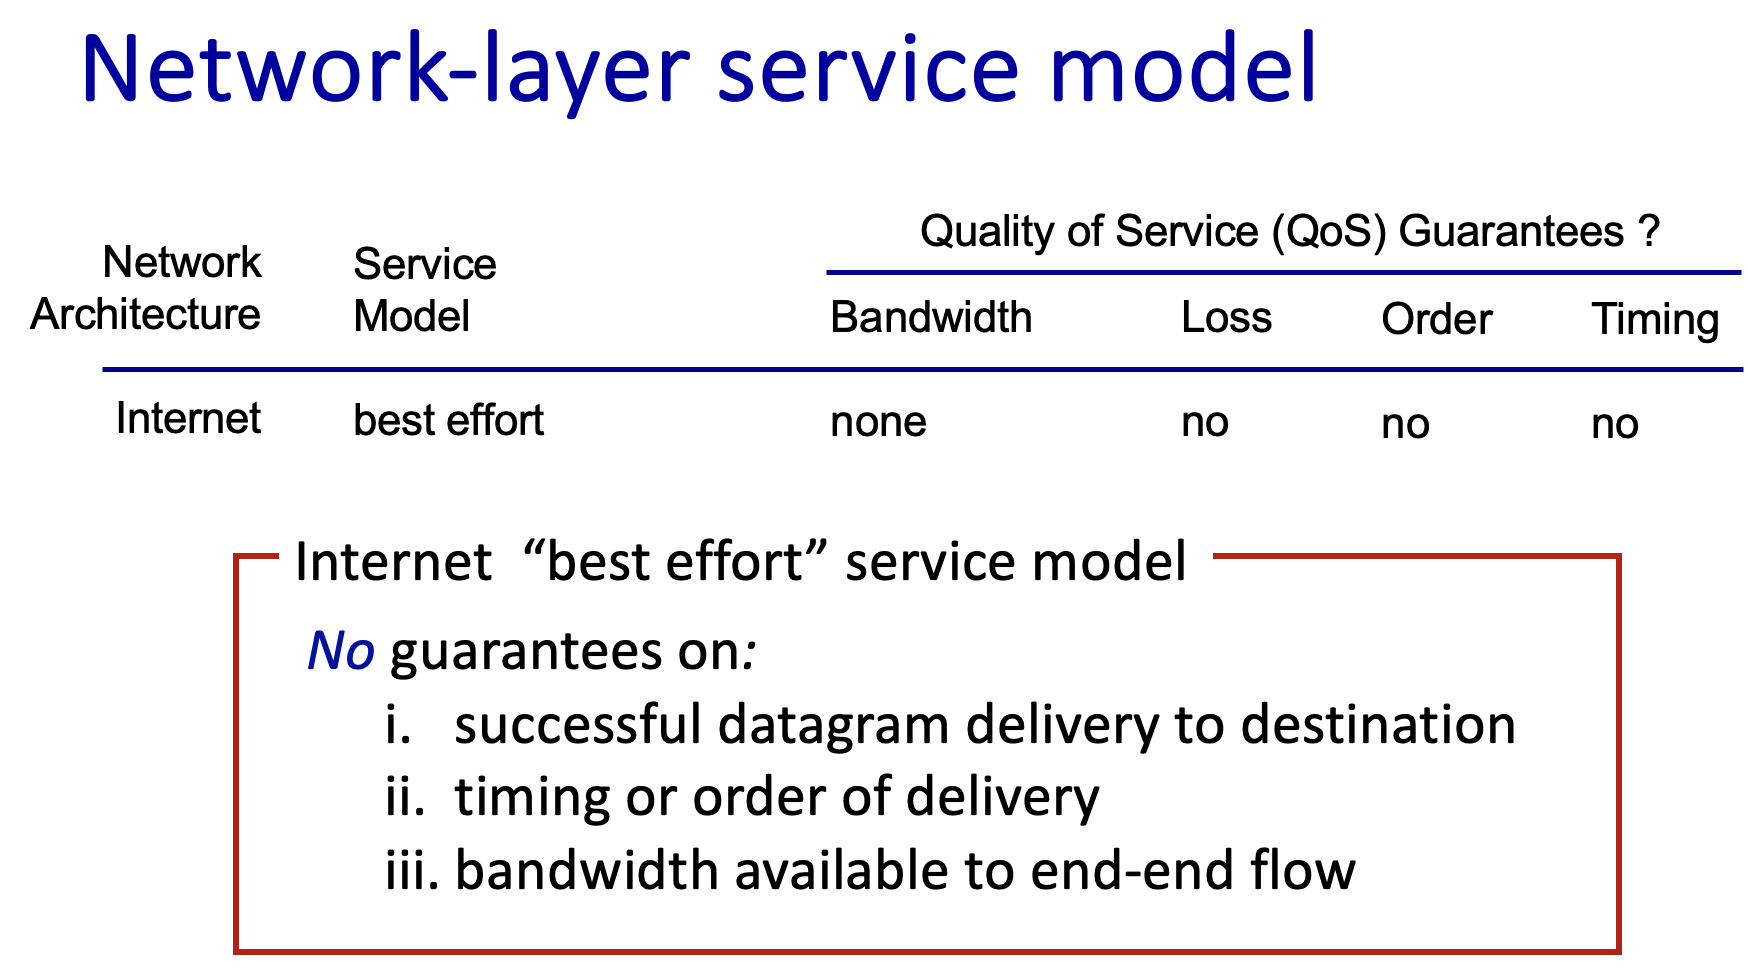 Network-layer service model
Quality of Service (QoS) Guarantees ?
Network Architecture
Service Model
Bandwidth
Loss
Order
Timing
Internet
best effort
none
no
no
no
Internet “best effort” service model
No guarantees on:
i. successful datagram delivery to destination
ii. timing or order of delivery
iii. bandwidth available to end-end flow